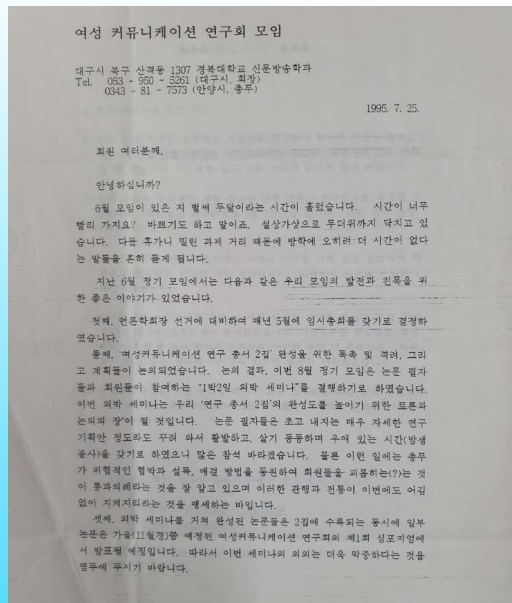 여성 커뮤니케이션 연구회 모임
대구시 북구 산격동 1307 경북대학교 신문방송학과
Tel. 053 - 950 - 5261 (대구시, 회장)
0343 - 81 - 7573 (안양시, 총무)
1995. 7. 25.
회원 여러분께,
안녕하십니까?
6월 모임이 있은 지 벌써 두달이라는 시간이 흘렀습니다. 시간이 너무
빨리 가지요? 바쁘기도 하고 말이죠. 설상가상으로 무더위까지 닥치고 있
습니다. 다들 휴가니 밀린 과제 거리 때문에 방학에 오히려 더 시간이 없다
는 말들을 흔히 듣게 됩니다.
지난 6월 정기 모임에서는 다음과 같은 우리 모임의 발전과 친목을 위
한 좋은 이야기가 있었습니다.
첫째, 언론학회장 선거에 대비하여 매년 5월에 임시총회를 갖기로 결정하
였습니다.
둘째, '여성커뮤니케이션 연구 총서 2집' 완성을 위한 독촉 및 격려, 그리
고 계획들이 논의되었습니다. 논의 결과, 이번 8월 정기 모임은 논문 필자
들과 회원들이 참여하는 "1박2일 외박 세미나"를 결행하기로 하였습니다.
이번 외박 세미나는 우리 '연구 총서 2집'의 완성도를 높이기 위한 토론과
논의의 장'이 될 것입니다. 논문 필자들은 초고 내지는 매우 자세한 연구
기획안 정도라도 꾸려 와서 활발하고, 살기 등등하며 우애 있는 시간(밤샘
불사)을 갖기로 하였으니 많은 참석 바라겠습니다. 물론 이런 일에는 총무
가 위협적인 협박과 설득, 애결 방법을 동원하여 회원들을 괴롭히는(?)는 것
이 통과의례라는 것을 잘 알고 있으며 이러한 관행과 전통이 이번에도 어김
없이 지켜지리라는 것을 맹세하는 바입니다.
셋째, 외박 세미나를 거쳐 완성된 논문들은 2집에 수록되는 동시에 일부
논문은 가을(11월경)쯤 예정된 여성커뮤니케이션 연구회의 제1회 심포지엄에
서 발표될 예정입니다. 따라서 이번 세미나의 의의는 더욱 막중하다는 것을
염두에 두시기 바랍니다.